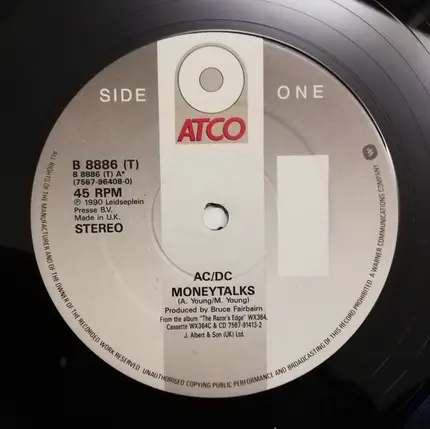 SIDE ONE
ATCO
B 8886 (T)
B 8886 (T) A*
(7567-96408-0)
45 RPM
℗ 1990 Leidseplein
Presse B.V.
Made in U.K.
STEREO
AC/DC
MONEYTALKS
(A. Young/M. Young)
Produced by Bruce Fairbairn
From the album "The Razor's Edge" WX364,
Cassette WX364C & CD 7567-91413-2
J. Albert & Son (UK) Ltd.
ALL RIGHTS OF THE MANUFACTURER AND OF THE OWNER OF THE RECORDED WORK RESERVED UNAUTHORISED COPYING PUBLIC PERFORMANCE AND BROADCASTING OF THIS RECORD PROHIBITED A WARNER COMMUNICATIONS COMPANY